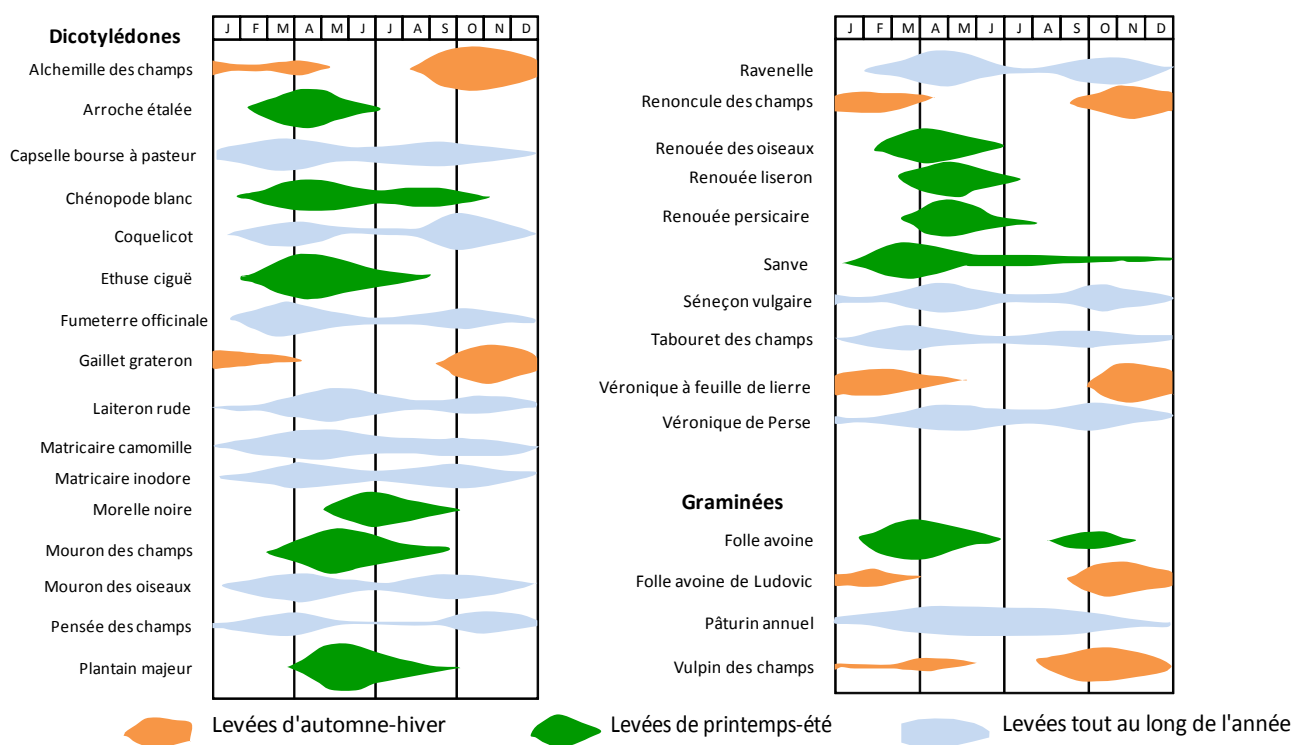 J F M A M J J A S O N D
Dicotylédones
Alchemille des champs
Arroche étalée
Capselle bourse à pasteur
Chénopode blanc
Coquelicot
Ethuse ciguë
Fumeterre officinale
Gaillet grateron
Laiteron rude
Matricaire camomille
Matricaire inodore
Morelle noire
Mouron des champs
Mouron des oiseaux
Pensée des champs
Plantain majeur
J F M A M J J A S O N D
Ravenelle
Renoncule des champs
Renouée des oiseaux
Renouée liseron
Renouée persicaire
Sanve
Séneçon vulgaire
Tabouret des champs
Véronique à feuille de lierre
Véronique de Perse
Graminées
Folle avoine
Folle avoine de Ludovic
Pâturin annuel
Vulpin des champs
Levées d'automne-hiver
Levées de printemps-été
Levées tout au long de l'année